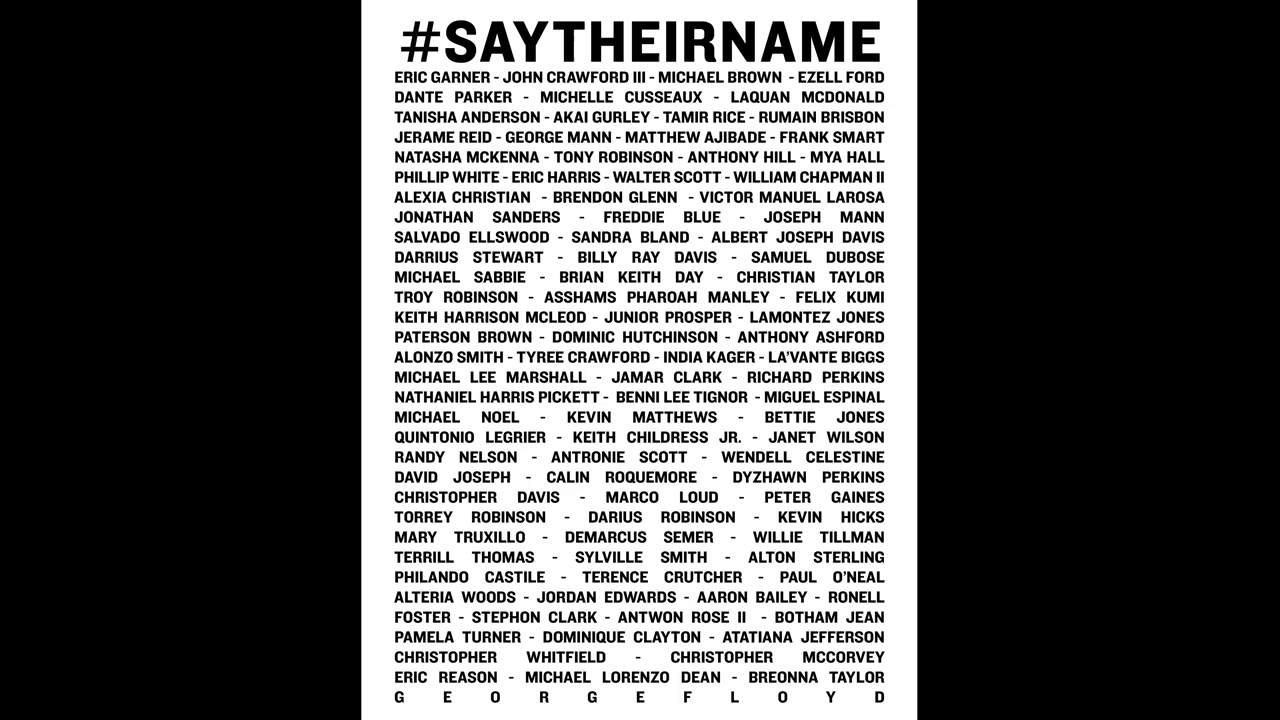 #SAYTHEIRNAME
ERIC GARNER - JOHN CRAWFORD III - MICHAEL BROWN - EZELL FORD
DANTE PARKER - MICHELLE CUSSEAUX - LAQUAN MCDONALD
TANISHA ANDERSON - AKAI GURLEY - TAMIR RICE - RUMAIN BRISBON
JERAME REID - GEORGE MANN - MATTHEW AJIBADE - FRANK SMART
NATASHA MCKENNA - TONY ROBINSON - ANTHONY HILL - MYA HALL
PHILLIP WHITE - ERIC HARRIS - WALTER SCOTT - WILLIAM CHAPMAN II
ALEXIA CHRISTIAN - BRENDON GLENN - VICTOR MANUEL LAROSA
JONATHAN SANDERS - FREDDIE BLUE - JOSEPH MANN
SALVADO ELLSWOOD - SANDRA BLAND - ALBERT JOSEPH DAVIS
DARRIUS STEWART - BILLY RAY DAVIS - SAMUEL DUBOSE
MICHAEL SABBIE - BRIAN KEITH DAY - CHRISTIAN TAYLOR
TROY ROBINSON - ASSHAMS PHAROAH MANLEY - FELIX KUMI
KEITH HARRISON MCLEOD - JUNIOR PROSPER - LAMONTEZ JONES
PATERSON BROWN - DOMINIC HUTCHINSON - ANTHONY ASHFORD
ALONZO SMITH - TYREE CRAWFORD - INDIA KAGER - LA'VANTE BIGGS
MICHAEL LEE MARSHALL - JAMAR CLARK - RICHARD PERKINS
NATHANIEL HARRIS PICKETT - BENNI LEE TIGNOR - MIGUEL ESPINAL
MICHAEL NOEL - KEVIN MATTHEWS - BETTIE JONES
QUINTONIO LEGRIER - KEITH CHILDRESS JR. - JANET WILSON
RANDY NELSON - ANTRONIE SCOTT - WENDELL CELESTINE
DAVID JOSEPH - CALIN ROQUEMORE - DYZHAWN PERKINS
CHRISTOPHER DAVIS - MARCO LOUD - PETER GAINES
TORREY ROBINSON - DARIUS ROBINSON - KEVIN HICKS
MARY TRUXILLO - DEMARCUS SEMER - WILLIE TILLMAN
TERRILL THOMAS - SYLVILLE SMITH - ALTON STERLING
PHILANDO CASTILE - TERENCE CRUTCHER - PAUL O'NEAL
ALTERIA WOODS - JORDAN EDWARDS - AARON BAILEY - RONELL
FOSTER - STEPHON CLARK - ANTWON ROSE II - BOTHAM JEAN
PAMELA TURNER - DOMINIQUE CLAYTON - ATATIANA JEFFERSON
CHRISTOPHER WHITFIELD - CHRISTOPHER MCCORVEY
ERIC REASON - MICHAEL LORENZO DEAN - BREONNA TAYLOR
G E O R G E F L O Y D